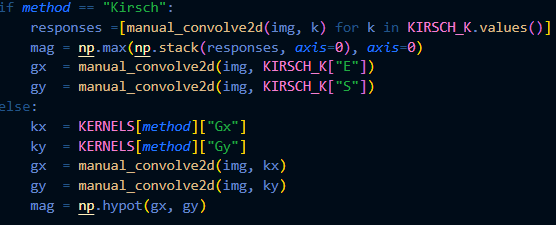 if method == "Kirsch":
    responses =[manual_convolve2d(img, k) for k in KIRSCH_K.values()]
    mag = np.max(np.stack(responses, axis=0), axis=0)
    gx  = manual_convolve2d(img, KIRSCH_K["E"])
    gy  = manual_convolve2d(img, KIRSCH_K["S"])
else:
    kx  = KERNELS[method]["Gx"]
    ky  = KERNELS[method]["Gy"]
    gx  = manual_convolve2d(img, kx)
    gy  = manual_convolve2d(img, ky)
    mag = np.hypot(gx, gy)